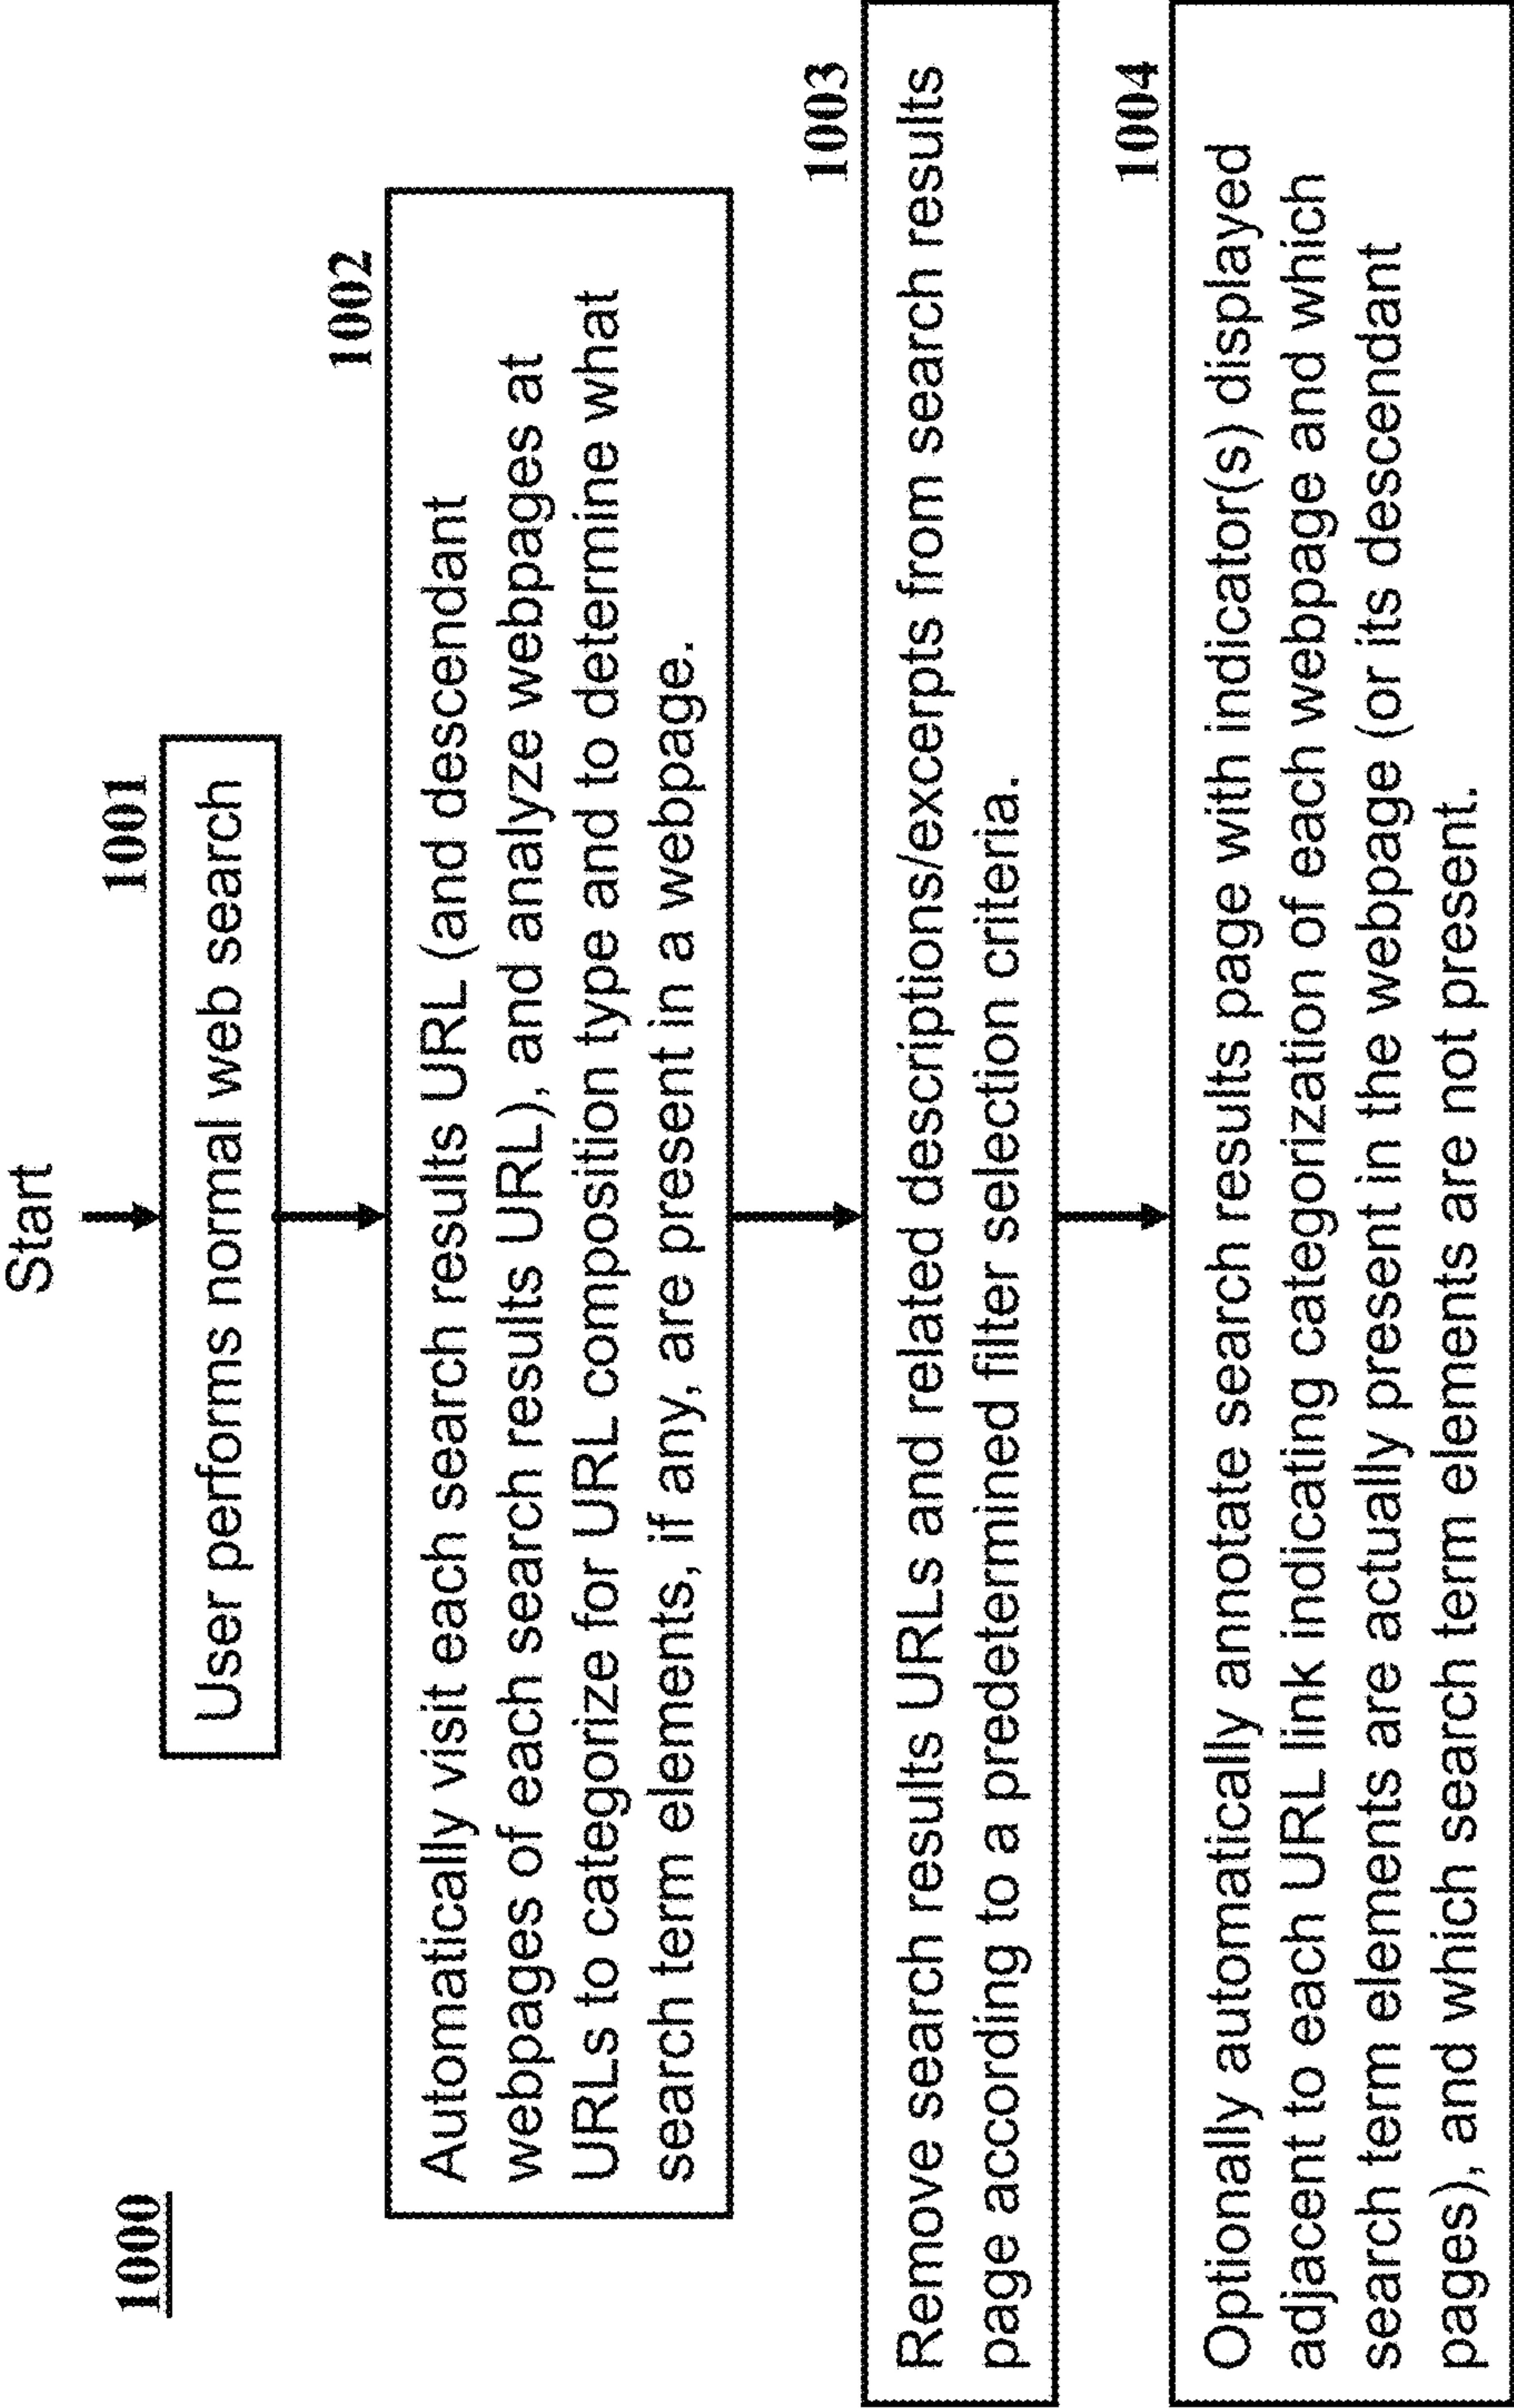 1000
Start
1001
User performs normal web search
1002
Automatically visit each search results URL (and descendant
webpages of each search results URL), and analyze webpages at
URLs to categorize for URL composition type and to determine what
search term elements, if any, are present in a webpage.
1003
Remove search results URLs and related descriptions/excerpts from search results
page according to a predetermined filter selection criteria.
1004
Optionally automatically annotate search results page with indicator(s) displayed
adjacent to each URL link indicating categorization of each webpage and which
search term elements are actually present in the webpage (or its descendant
pages), and which search term elements are not present.